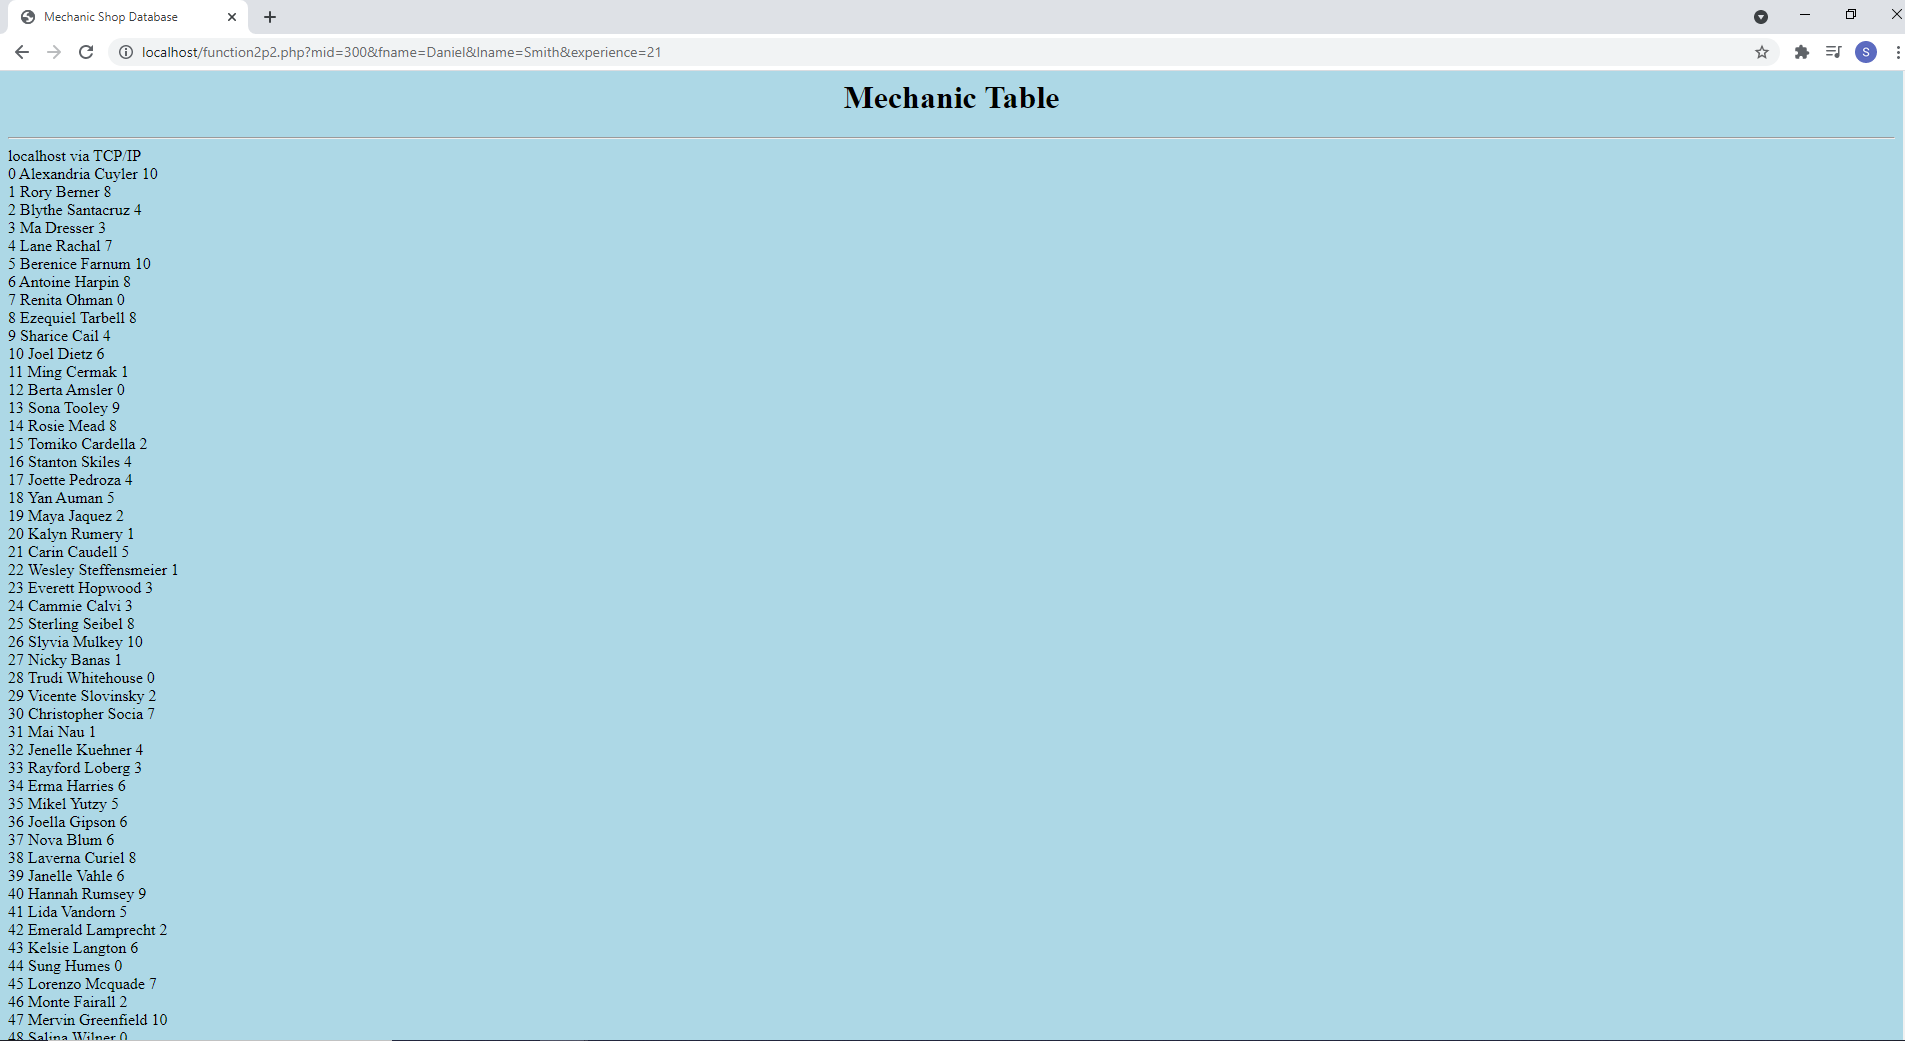 Mechanic Shop Database
localhost/function2p2.php?mid=300&fname=Daniel&lname=Smith&experience=21
S
Mechanic Table
localhost via TCP/IP
0 Alexandria Cuyler 10
1 Rory Berner 8
2 Blythe Santacruz 4
3 Ma Dresser 3
4 Lane Rachal 7
5 Berenice Farnum 10
6 Antoine Harpin 8
7 Renita Ohman 0
8 Ezequiel Tarbell 8
9 Sharice Cail 4
10 Joel Dietz 6
11 Ming Cermak 1
12 Berta Amsler 0
13 Sona Tooley 9
14 Rosie Mead 8
15 Tomiko Cardella 2
16 Stanton Skiles 4
17 Joette Pedroza 4
18 Yan Auman 5
19 Maya Jaquez 2
20 Kalyn Rumery 1
21 Carin Caudell 5
22 Wesley Steffensmeier 1
23 Everett Hopwood 3
24 Cammie Calvi 3
25 Sterling Seibel 8
26 Slyvia Mulkey 10
27 Nicky Banas 1
28 Trudi Whitehouse 0
29 Vicente Slovinsky 2
30 Christopher Socia 7
31 Mai Nau 1
32 Jenelle Kuehner 4
33 Rayford Loberg 3
34 Erma Harries 6
35 Mikel Yutzy 5
36 Joella Gipson 6
37 Nova Blum 6
38 Laverna Curiel 8
39 Janelle Vahle 6
40 Hannah Rumsey 9
41 Lida Vandorn 5
42 Emerald Lamprecht 2
43 Kelsie Langton 6
44 Sung Humes 0
45 Lorenzo Mcquade 7
46 Monte Fairall 2
47 Mervin Greenfield 10
48 Salina Wilner 0